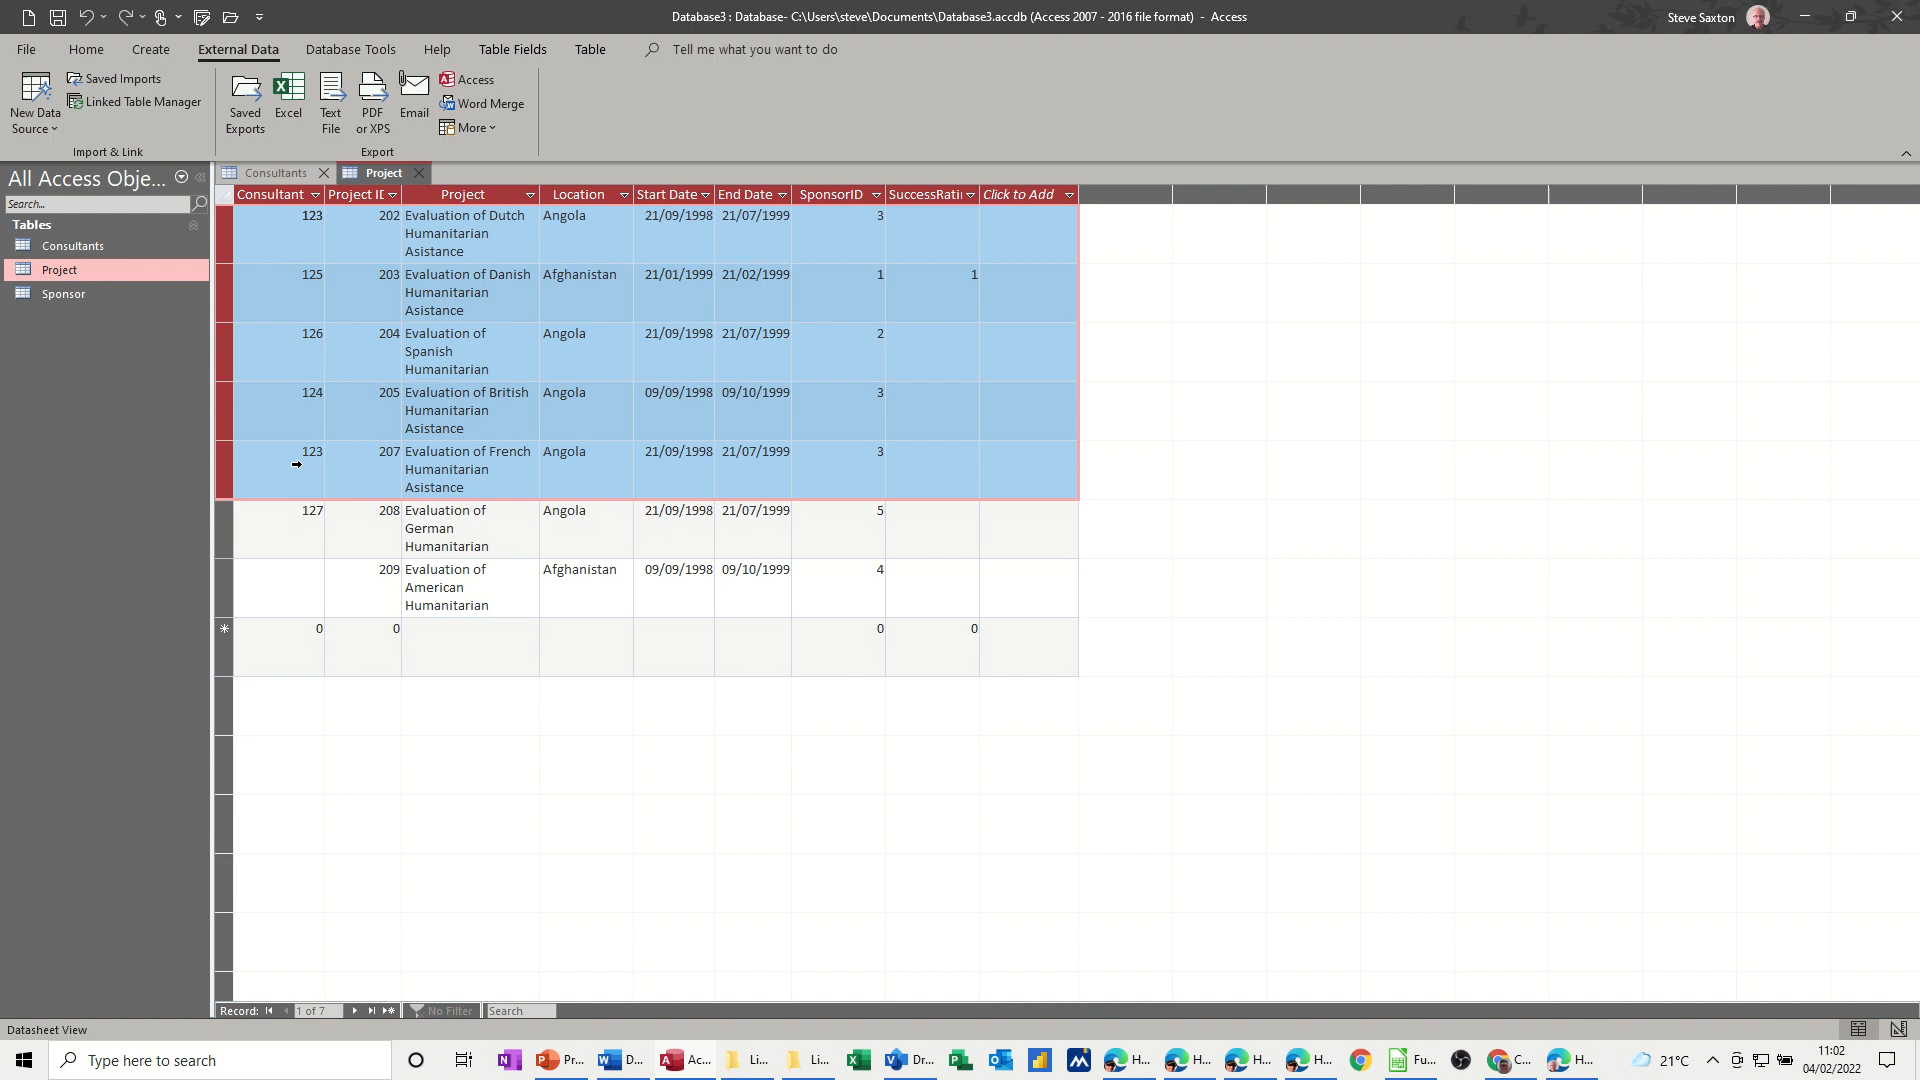 Database3 : Database- C:\Users\steve\Documents\Database3.accdb (Access 2007 - 2016 file format) - Access
Steve Saxton
File Home Create External Data Database Tools Help Table Fields Table Tell me what you want to do
New Data Source
Saved Imports
Linked Table Manager
Import & Link
Saved Exports
Excel
Text File
PDF or XPS
Email
Access
Word Merge
More
Export
All Access Obje...
Search...
Tables
Consultants
Project
Sponsor
Consultants Project
Consultant Project ID Project Location Start Date End Date SponsorID SuccessRatin Click to Add
123 202 Evaluation of Dutch Angola 21/09/1998 21/07/1999 3
Humanitarian
Asistance
125 203 Evaluation of Danish Afghanistan 21/01/1999 21/02/1999 1 1
Humanitarian
Asistance
126 204 Evaluation of Angola 21/09/1998 21/07/1999 2
Spanish
Humanitarian
124 205 Evaluation of British Angola 09/09/1998 09/10/1999 3
Humanitarian
Asistance
123 207 Evaluation of French Angola 21/09/1998 21/07/1999 3
Humanitarian
Asistance
127 208 Evaluation of Angola 21/09/1998 21/07/1999 5
German
Humanitarian
209 Evaluation of Afghanistan 09/09/1998 09/10/1999 4
American
Humanitarian
0 0 0 0
Record: 1 of 7 No Filter Search
Datasheet View
Type here to search
Pr... D... Ac... Li... Li... Dr... H... H... H... H... Fu... C... H...
21°C
11:02
04/02/2022